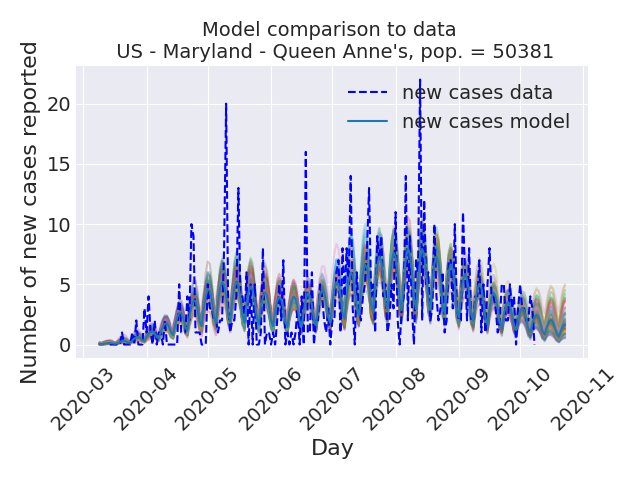 Model comparison to data
US - Maryland - Queen Anne's, pop. = 50381
Number of new cases reported
20
15
10
5
0
new cases data
new cases model
2020-03
2020-04
2020-05
2020-06
2020-07
2020-08
2020-09
2020-10
2020-11
Day